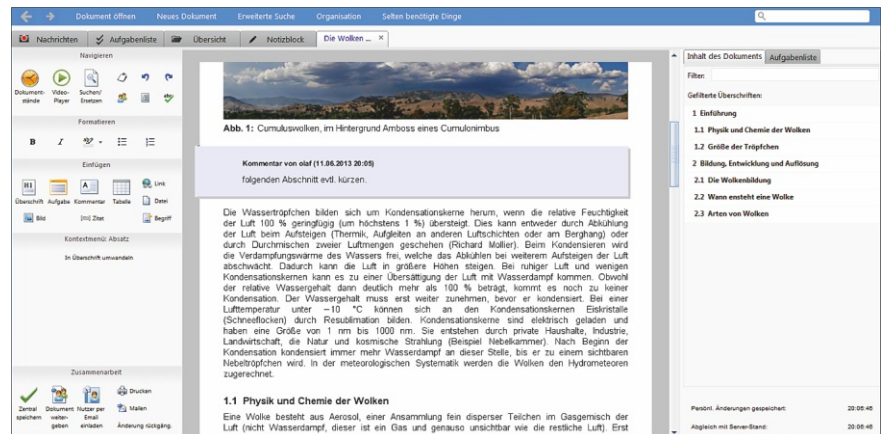 Dokument öffnen Neues Dokument Erweiterte Suche Organisation Selten benötigte Dinge
Nachrichten Aufgabenliste Übersicht Notizblock Die Wolken ... ×
Navigieren
Dokument-
stände
Video-
Player
Suchen/
Ersetzen
Formatieren
B I
Einfügen
H1 A Link
Überschrift Aufgabe Kommentar Tabelle Datei
Bild Zitat Begriff
Kontextmenü: Absatz
In Überschrift umwandeln
Zusammenarbeit
Zentral
speichern
Dokument
weiter-
geben
Nutzer per
Email
einladen
Drucken
Mailen
Änderung rückgängig
Abb. 1: Cumuluswolken, im Hintergrund Amboss eines Cumulonimbus
Kommentar von olaf (11.06.2013 20:05)
folgenden Abschnitt evtl. kürzen.
Die Wassertröpfchen bilden sich um Kondensationskerne herum, wenn die relative Feuchtigkeit
der Luft 100 % geringfügig (um höchstens 1 %) übersteigt. Dies kann entweder durch Abkühlung
der Luft beim Aufsteigen (Thermik, Aufgleiten an anderen Luftschichten oder am Berghang) oder
durch Durchmischen zweier Luftmengen geschehen (Richard Mollier). Beim Kondensieren wird
die Verdampfungswärme des Wassers frei, welche das Abkühlen bei weiterem Aufsteigen der Luft
abschwächt. Dadurch kann die Luft in größere Höhen steigen. Bei ruhiger Luft und wenigen
Kondensationskernen kann es zu einer Übersättigung der Luft mit Wasserdampf kommen. Obwohl
der relative Wassergehalt dann deutlich mehr als 100 % beträgt, kommt es noch zu keiner
Kondensation. Der Wassergehalt muss erst weiter zunehmen, bevor er kondensiert. Bei einer
Lufttemperatur unter −10 °C können sich an den Kondensationskernen Eiskristalle
(Schneeflocken) durch Resublimation bilden. Kondensationskerne sind elektrisch geladen und
haben eine Größe von 1 nm bis 1000 nm. Sie entstehen durch private Haushalte, Industrie,
Landwirtschaft, die Natur und kosmische Strahlung (Beispiel Nebelkammer). Nach Beginn der
Kondensation kondensiert immer mehr Wasserdampf an dieser Stelle, bis er zu einem sichtbaren
Nebeltröpfchen wird. In der meteorologischen Systematik werden die Wolken den Hydrometeoren
zugerechnet.
1.1 Physik und Chemie der Wolken
Eine Wolke besteht aus Aerosol, einer Ansammlung fein disperser Teilchen im Gasgemisch der
Luft (nicht Wasserdampf, dieser ist ein Gas und genauso unsichtbar wie die restliche Luft). Erst
Inhalt des Dokuments Aufgabenliste
Filter:
Gefilterte Überschriften:
1 Einführung
1.1 Physik und Chemie der Wolken
1.2 Größe der Tröpfchen
2 Bildung, Entwicklung und Auflösung
2.1 Die Wolkenbildung
2.2 Wann ensteht eine Wolke
2.3 Arten von Wolken
Persönl. Änderungen gespeichert: 20:06:46
Abgleich mit Server-Stand: 20:06:46